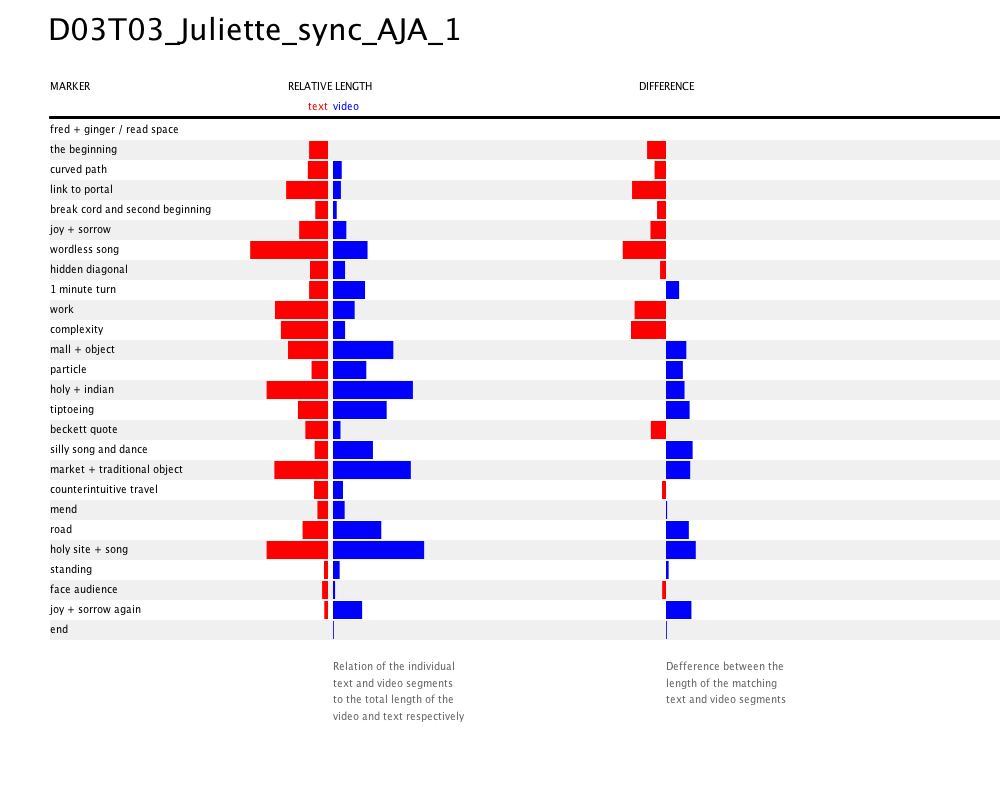 D03T03_Juliette_sync_AJA_1
MARKER RELATIVE LENGTH DIFFERENCE
text video
fred + ginger / read space
the beginning
curved path
link to portal
break cord and second beginning
joy + sorrow
wordless song
hidden diagonal
1 minute turn
work
complexity
mall + object
particle
holy + indian
tiptoeing
beckett quote
silly song and dance
market + traditional object
counterintuitive travel
mend
road
holy site + song
standing
face audience
joy + sorrow again
end
Relation of the individual
text and video segments
to the total length of the
video and text respectively
Defference between the
length of the matching
text and video segments